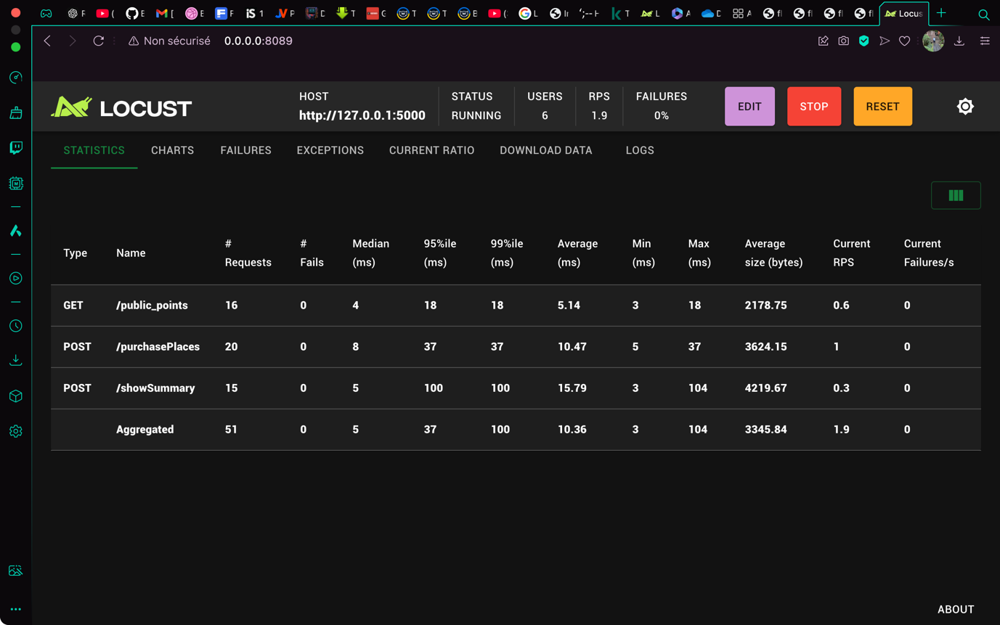 Locus
Non sécurisé 0.0.0.0:8089
LOCUST
HOST
http://127.0.0.1:5000
STATUS
RUNNING
USERS
6
RPS
1.9
FAILURES
0%
EDIT
STOP
RESET
STATISTICS CHARTS FAILURES EXCEPTIONS CURRENT RATIO DOWNLOAD DATA LOGS
Type Name # Requests # Fails Median (ms) 95%ile (ms) 99%ile (ms) Average (ms) Min (ms) Max (ms) Average size (bytes) Current RPS Current Failures/s
GET /public_points 16 0 4 18 18 5.14 3 18 2178.75 0.6 0
POST /purchasePlaces 20 0 8 37 37 10.47 5 37 3624.15 1 0
POST /showSummary 15 0 5 100 100 15.79 3 104 4219.67 0.3 0
Aggregated 51 0 5 37 100 10.36 3 104 3345.84 1.9 0
ABOUT